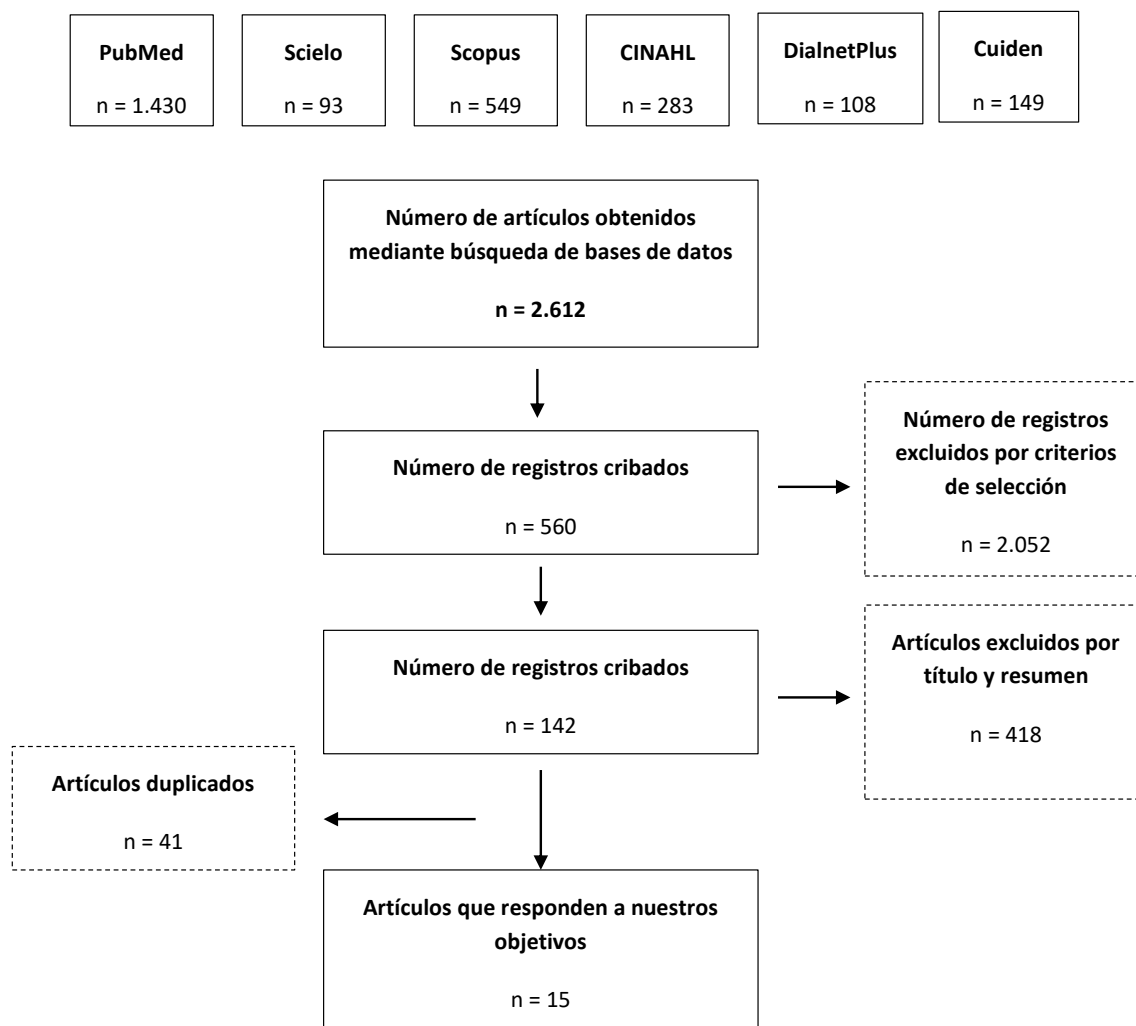 PubMed
n = 1.430
Scielo
n = 93
Scopus
n = 549
CINAHL
n = 283
DialnetPlus
n = 108
Cuiden
n = 149
Número de artículos obtenidos
mediante búsqueda de bases de datos
n = 2.612
Número de registros cribados
n = 560
Número de registros
excluidos por criterios
de selección
n = 2.052
Número de registros cribados
n = 142
Artículos excluidos por
título y resumen
n = 418
Artículos duplicados
n = 41
Artículos que responden a nuestros
objetivos
n = 15